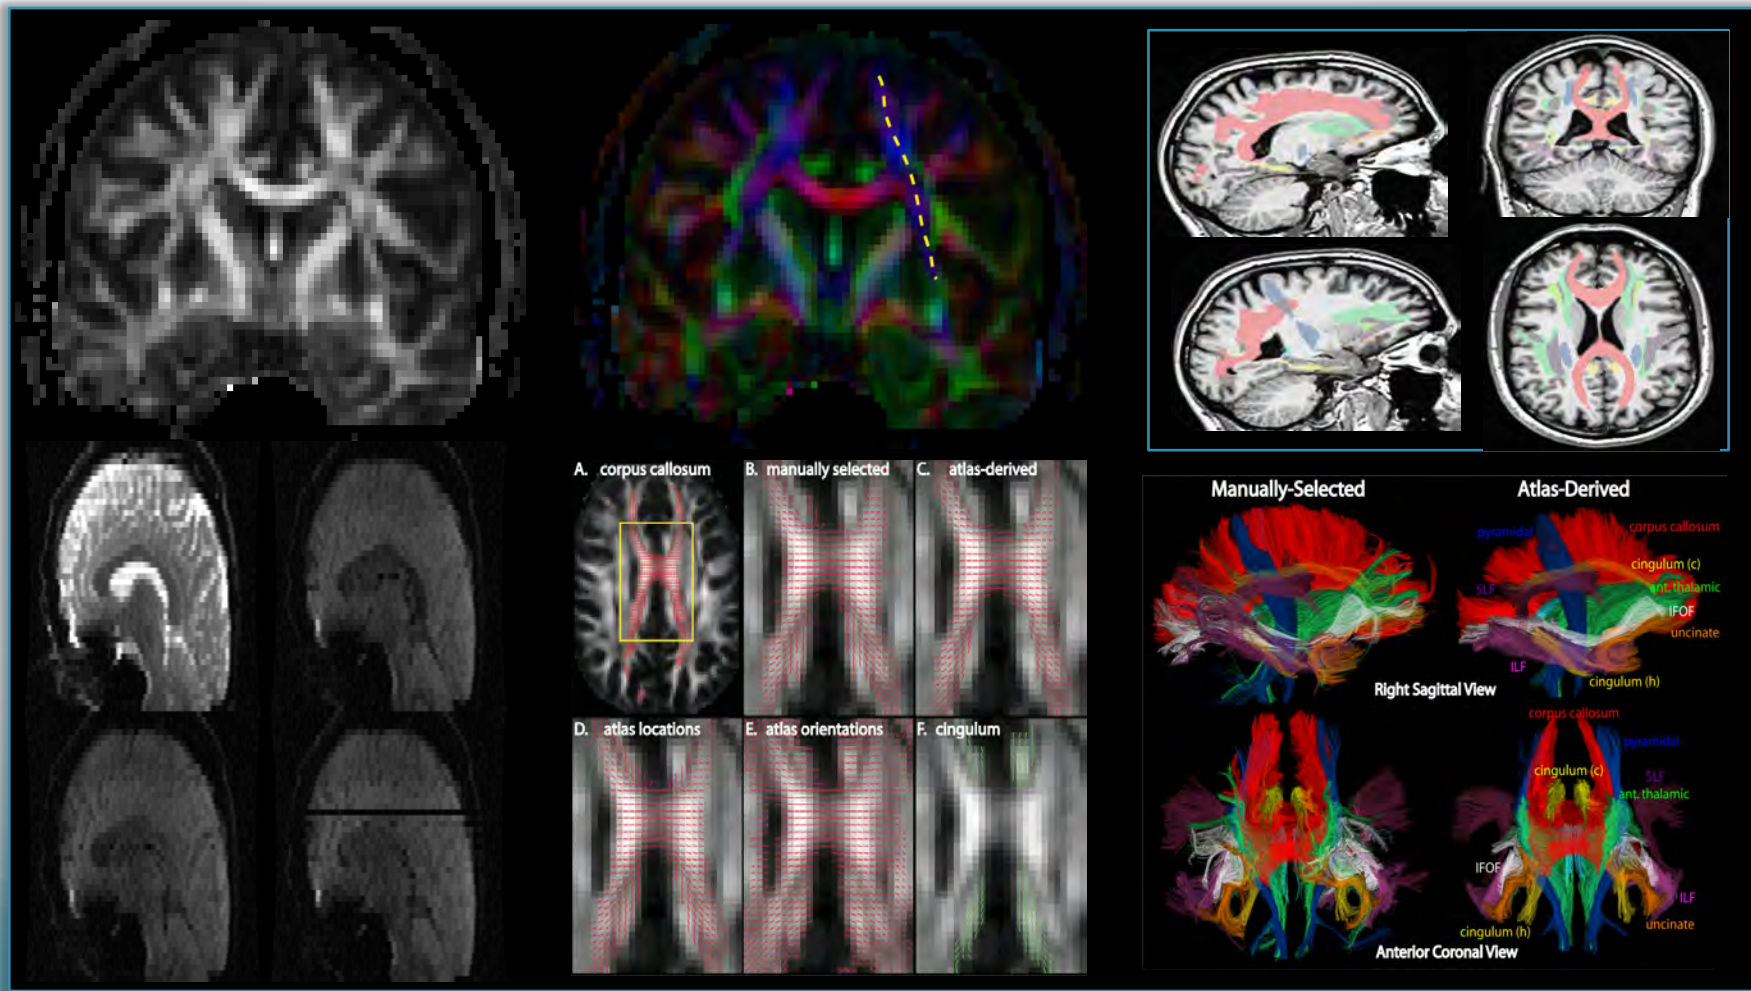 A. corpus callosum
B. manually selected
C. atlas-derived
D. atlas locations
E. atlas orientations
F. cingulum
Manually-Selected
Atlas-Derived
pyramidal
corpus callosum
cingulum (c)
SLF
ant. thalamic
IFOF
uncinate
ILF
cingulum (h)
Right Sagittal View
corpus callosum
pyramidal
cingulum (c)
SLF
ant. thalamic
IFOF
ILF
uncinate
cingulum (h)
Anterior Coronal View